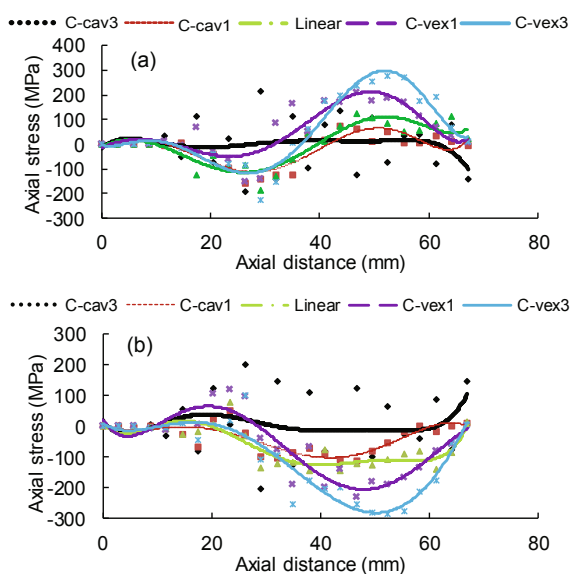 C-cav3 C-cav1 Linear C-vex1 C-vex3
(a)
Axial stress (MPa)
400
300
200
100
0
-100
-200
-300
0 20 40 60 80
Axial distance (mm)
C-cav3 C-cav1 Linear C-vex1 C-vex3
(b)
Axial stress (MPa)
300
200
100
0
-100
-200
-300
0 20 40 60 80
Axial distance (mm)